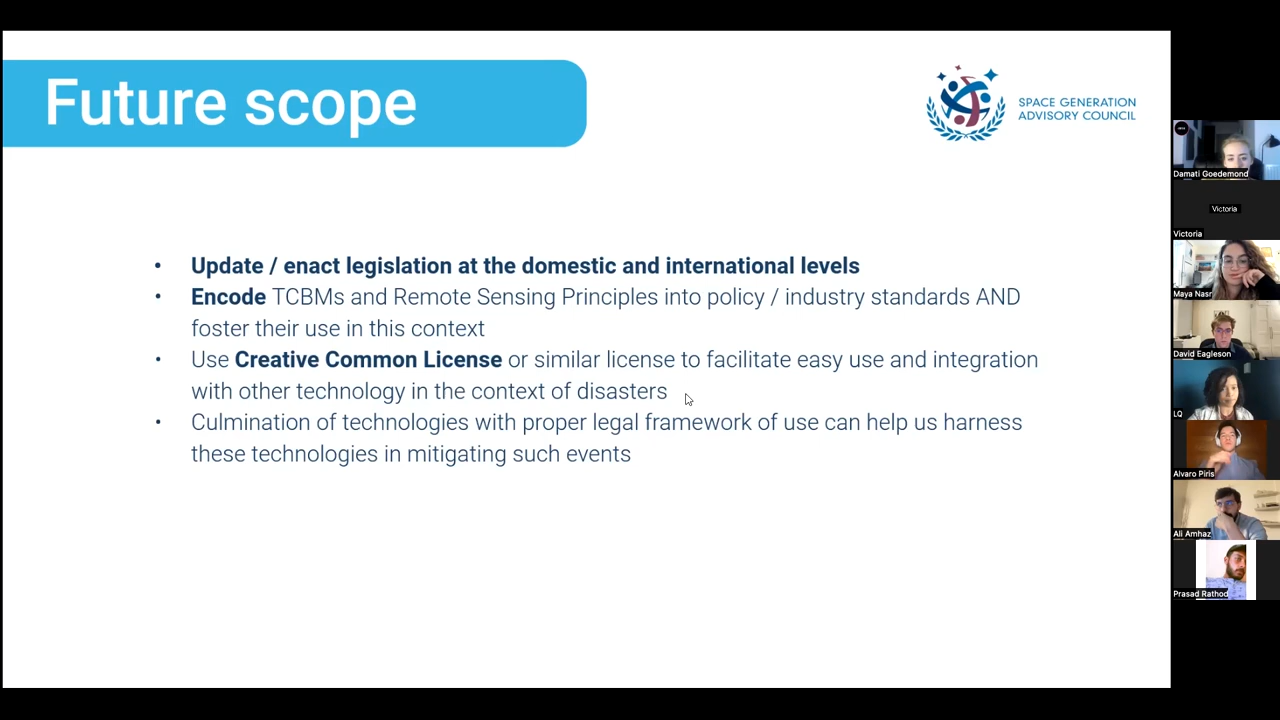 Future scope
SPACE GENERATION
ADVISORY COUNCIL
• Update / enact legislation at the domestic and international levels
• Encode TCBMs and Remote Sensing Principles into policy / industry standards AND
foster their use in this context
• Use Creative Common License or similar license to facilitate easy use and integration
with other technology in the context of disasters
• Culmination of technologies with proper legal framework of use can help us harness
these technologies in mitigating such events
Damati Goedemond
Victoria
Victoria
Maya Nasr
David Eagleson
LQ
Alvaro Piris
Ali Amhaz
Prasad Rathod